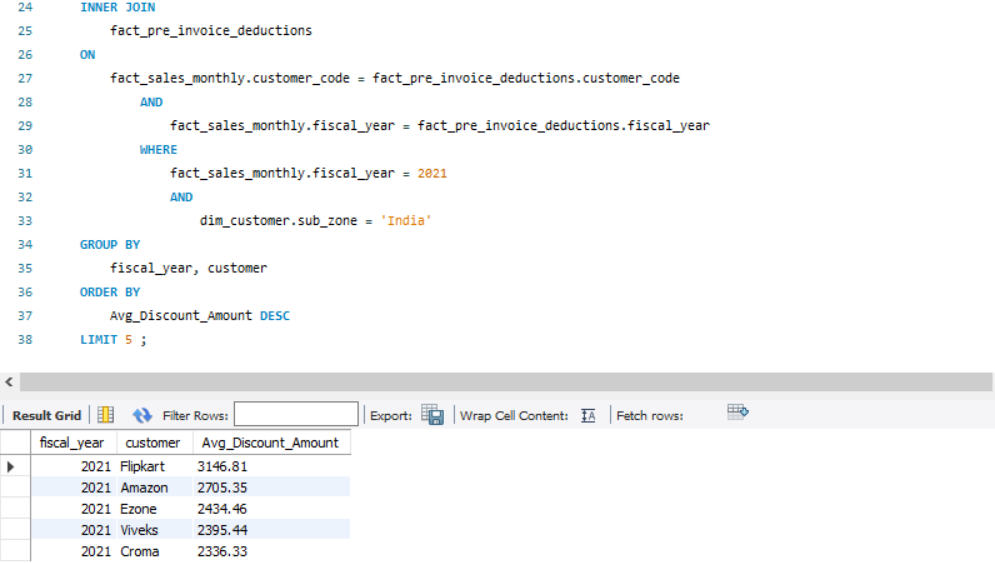 24 INNER JOIN
25 fact_pre_invoice_deductions
26 ON
27 fact_sales_monthly.customer_code = fact_pre_invoice_deductions.customer_code
28 AND
29 fact_sales_monthly.fiscal_year = fact_pre_invoice_deductions.fiscal_year
30 WHERE
31 fact_sales_monthly.fiscal_year = 2021
32 AND
33 dim_customer.sub_zone = 'India'
34 GROUP BY
35 fiscal_year, customer
36 ORDER BY
37 Avg_Discount_Amount DESC
38 LIMIT 5 ;
Result Grid Filter Rows: Export: Wrap Cell Content: IA Fetch rows:
fiscal_year customer Avg_Discount_Amount
2021 Flipkart 3146.81
2021 Amazon 2705.35
2021 Ezone 2434.46
2021 Viveks 2395.44
2021 Croma 2336.33